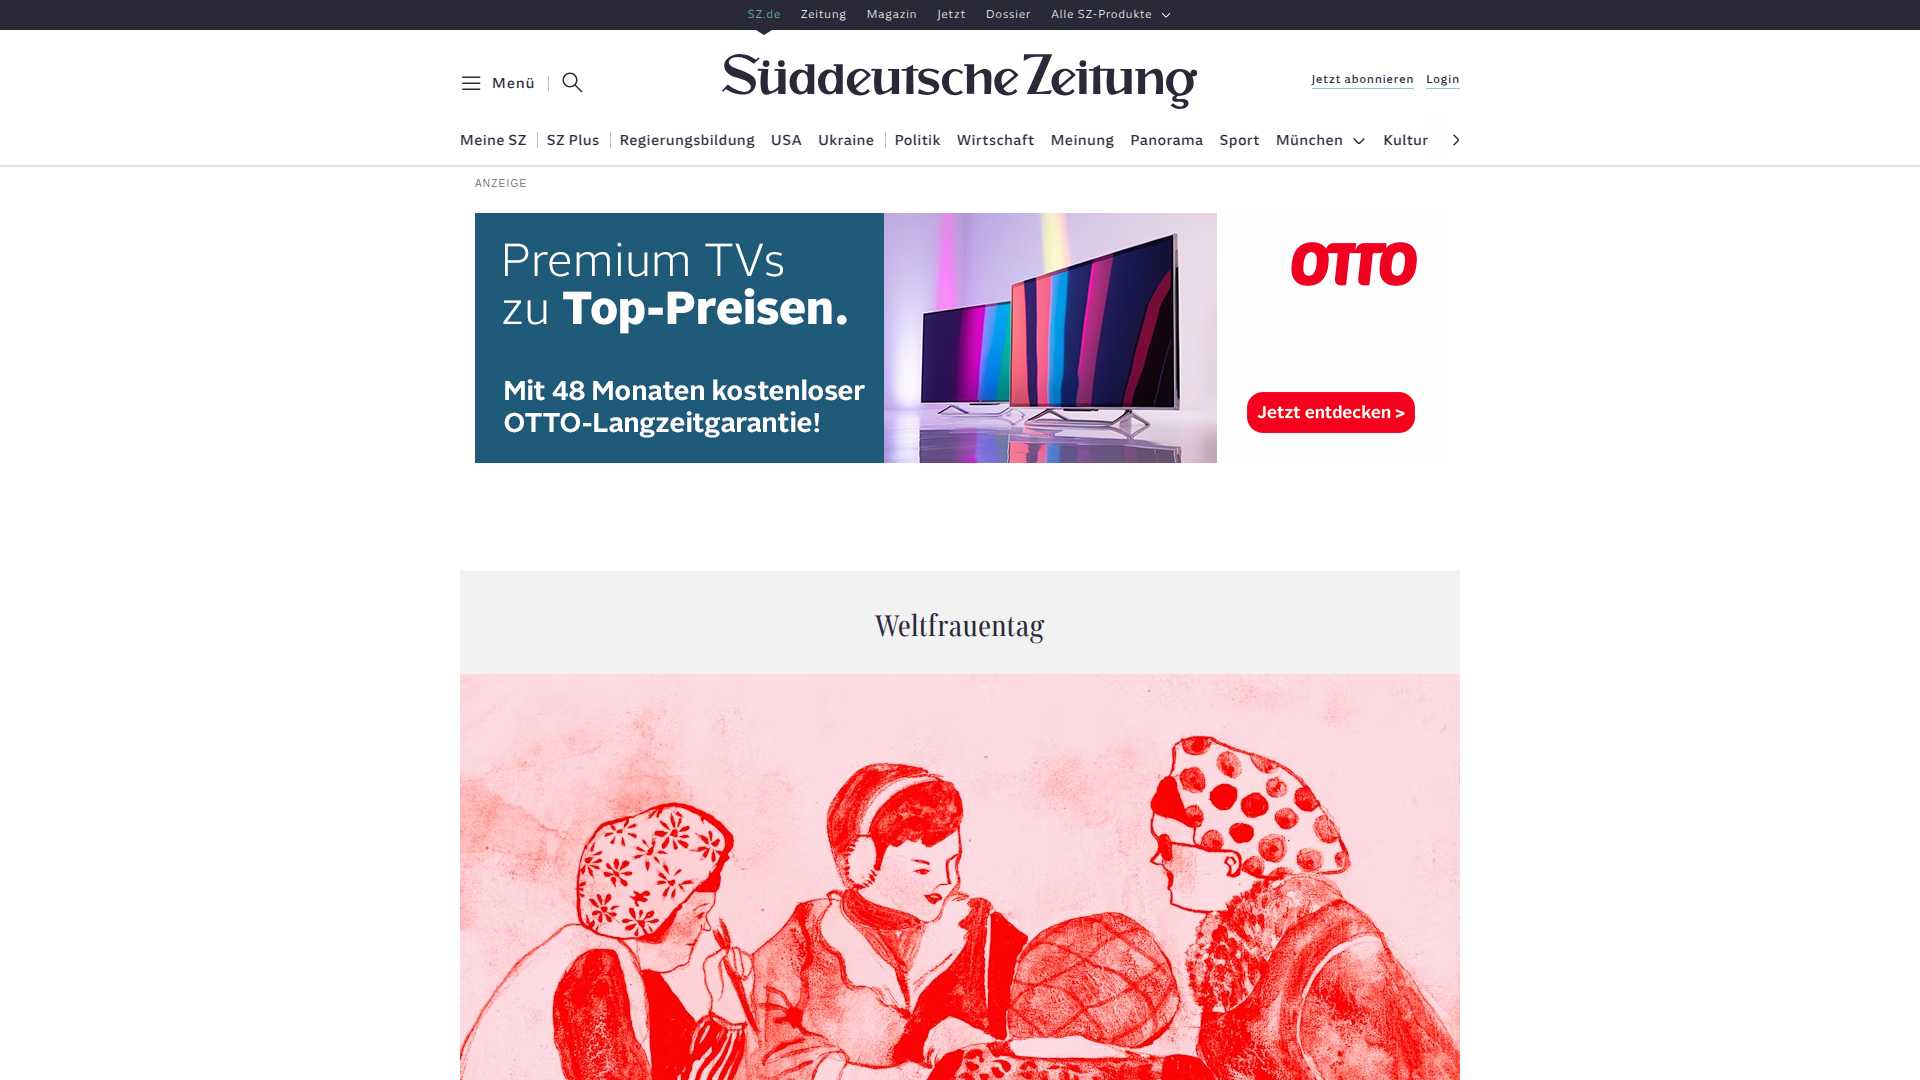 SZ.de Zeitung Magazin Jetzt Dossier Alle SZ-Produkte
Menü
Süddeutsche Zeitung
Jetzt abonnieren Login
Meine SZ SZ Plus Regierungsbildung USA Ukraine Politik Wirtschaft Meinung Panorama Sport München Kultur
ANZEIGE
Premium TVs
zu Top-Preisen.
Mit 48 Monaten kostenloser
OTTO-Langzeitgarantie!
OTTO
Jetzt entdecken >
Weltfrauentag